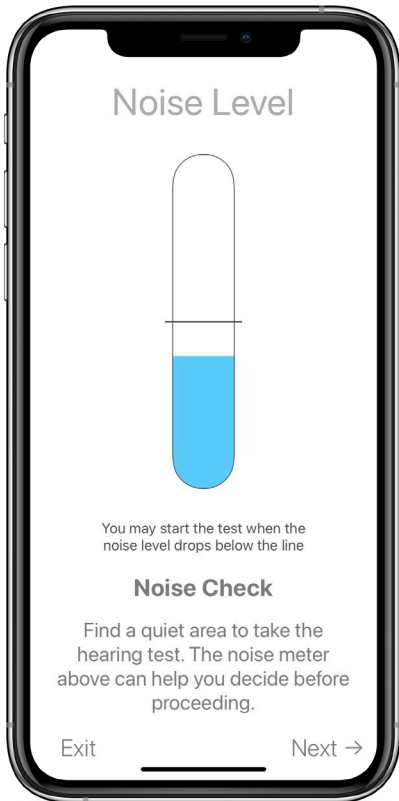 Noise Level
You may start the test when the
noise level drops below the line
Noise Check
Find a quiet area to take the
hearing test. The noise meter
above can help you decide before
proceeding.
Exit
Next →